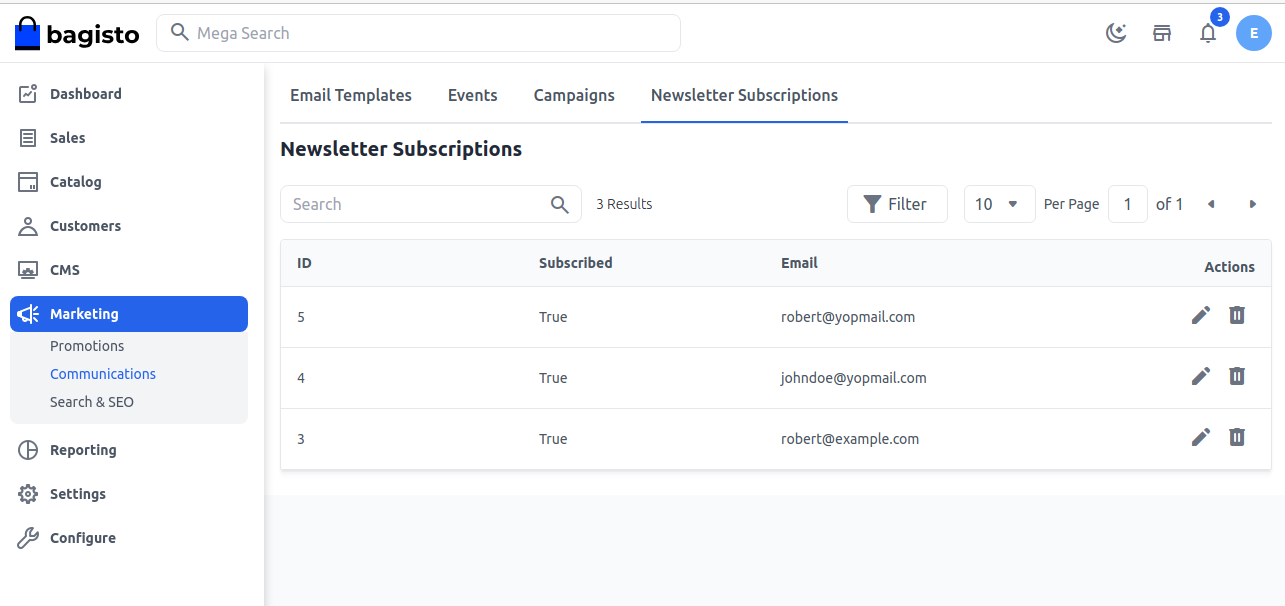 bagisto
Mega Search
3
E
Dashboard
Sales
Catalog
Customers
CMS
Marketing
Promotions
Communications
Search & SEO
Reporting
Settings
Configure
Email Templates Events Campaigns Newsletter Subscriptions
Newsletter Subscriptions
Search 3 Results Filter 10 Per Page 1 of 1
ID Subscribed Email Actions
5 True robert@yopmail.com
4 True johndoe@yopmail.com
3 True robert@example.com